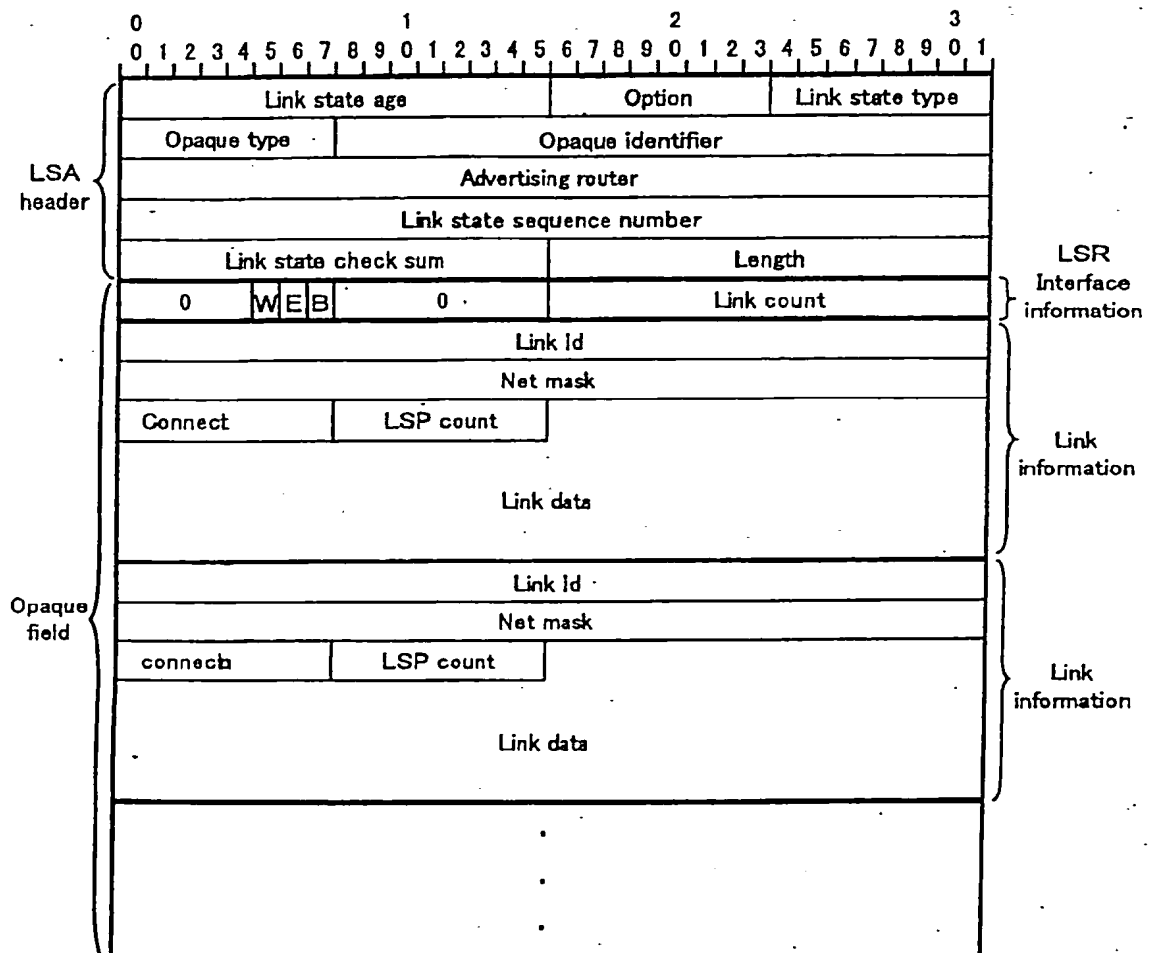 0 1 2 3
0 1 2 3 4 5 6 7 8 9 0 1 2 3 4 5 6 7 8 9 0 1 2 3 4 5 6 7 8 9 0 1
Link state age Option Link state type
Opaque type Opaque identifier
LSA header
Advertising router
Link state sequence number
Link state check sum Length
LSR Interface information
0 W E B 0 Link count
Link Id
Net mask
Connect LSP count
Link information
Link data
Link Id
Opaque field
Net mask
connect LSP count
Link information
Link data